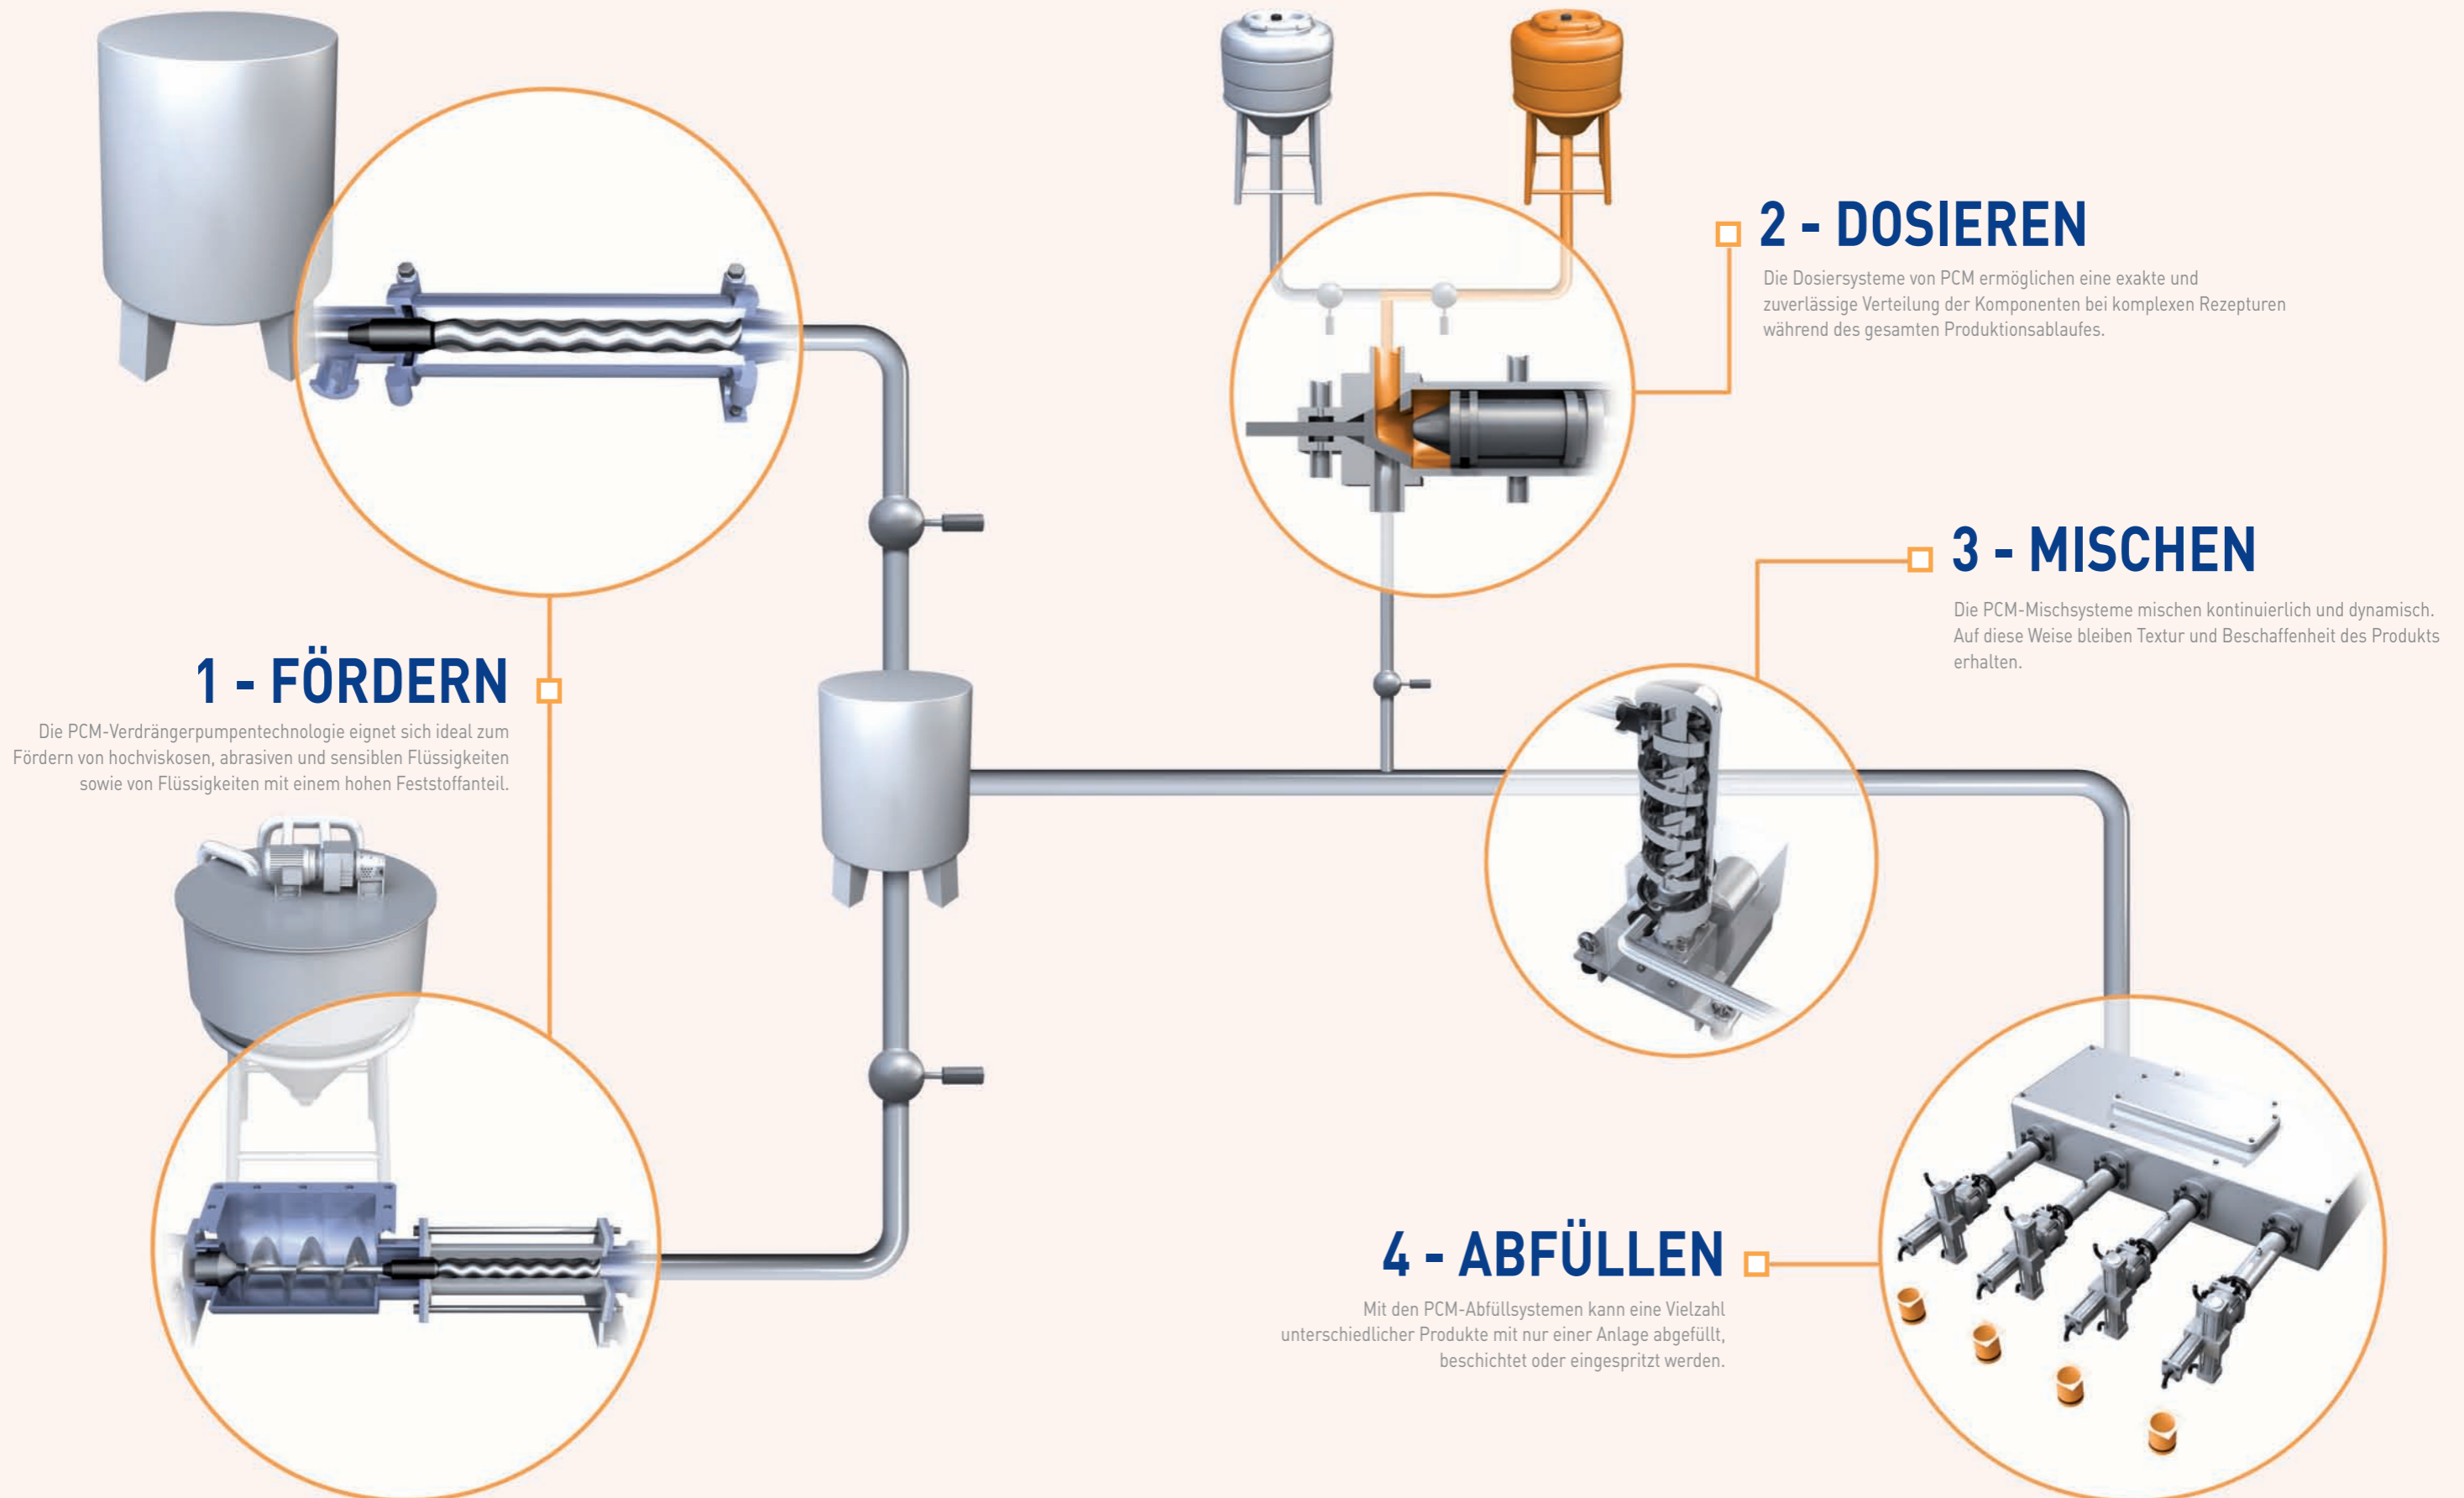 1 - FÖRDERN
Die PCM-Verdrängerpumpentechnologie eignet sich ideal zum
Fördern von hochviskosen, abrasiven und sensiblen Flüssigkeiten
sowie von Flüssigkeiten mit einem hohen Feststoffanteil.
2 - DOSIEREN
Die Dosiersysteme von PCM ermöglichen eine exakte und
zuverlässige Verteilung der Komponenten bei komplexen Rezepturen
während des gesamten Produktionsablaufes.
3 - MISCHEN
Die PCM-Mischsysteme mischen kontinuierlich und dynamisch.
Auf diese Weise bleiben Textur und Beschaffenheit des Produkts
erhalten.
4 - ABFÜLLEN
Mit den PCM-Abfüllsystemen kann eine Vielzahl
unterschiedlicher Produkte mit nur einer Anlage abgefüllt,
beschichtet oder eingespritzt werden.